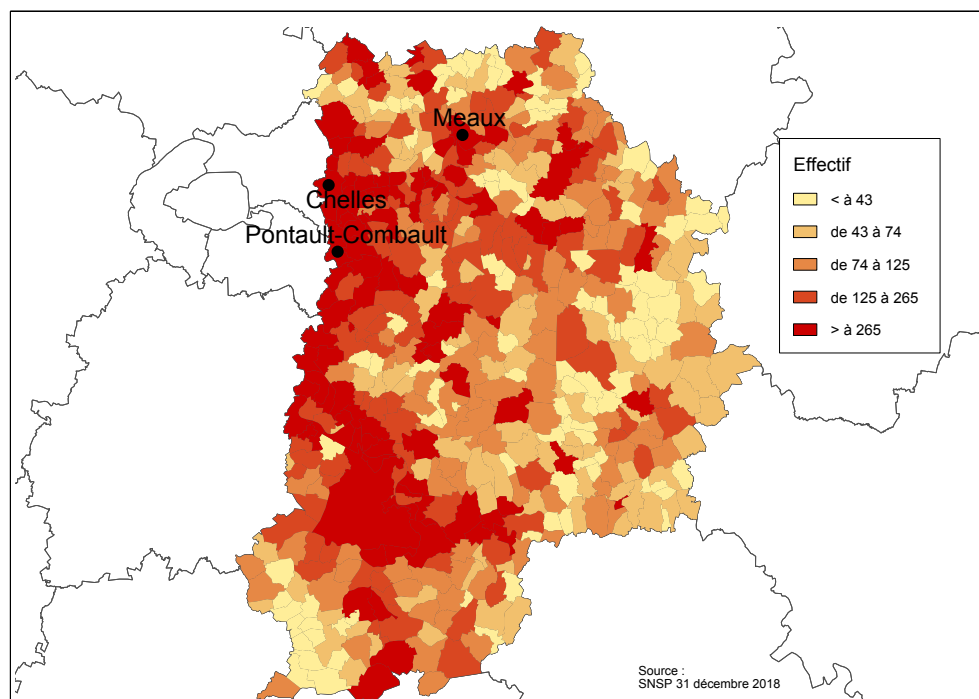 Meaux
Chelles
Pontault-Combault
Effectif
< à 43
de 43 à 74
de 74 à 125
de 125 à 265
> à 265
Source :
SNSP 31 décembre 2018